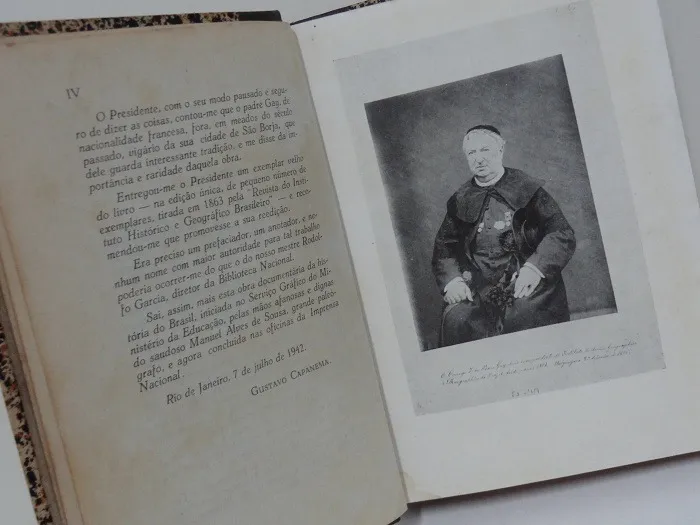 IV
O Presidente, com o seu modo pausado e segu-
ro de dizer as coisas, contou-me que o padre Gay, de
nacionalidade francesa, fora, em meados do século
passado, vigário da sua cidade de São Borja, que
dele guarda interessante tradição, e me disse da im-
portância e raridade daquela obra.
Entregou-me o Presidente um exemplar velho
do livro — na edição única, de pequeno número de
exemplares, tirada em 1863 pela "Revista do Insti-
tuto Histórico e Geográfico Brasileiro" — e reco-
mendou-me que promovesse a sua reedição.
Era preciso um prefaciador, um anotador, e ne-
nhum nome com maior autoridade para tal trabalho
poderia ocorrer-me do que o do nosso mestre Rodol-
fo Garcia, diretor da Biblioteca Nacional.
Sai, assim, mais esta obra documentária da his-
tória do Brasil, iniciada no Serviço Gráfico do Mi-
nistério da Educação, pelas mãos afanosas e dignas
do saudoso Manuel Alves de Sousa, grande paleó-
grafo, e agora concluída nas oficinas da Imprensa
Nacional.
Rio de Janeiro, 7 de julho de 1942.
GUSTAVO CAPANEMA.